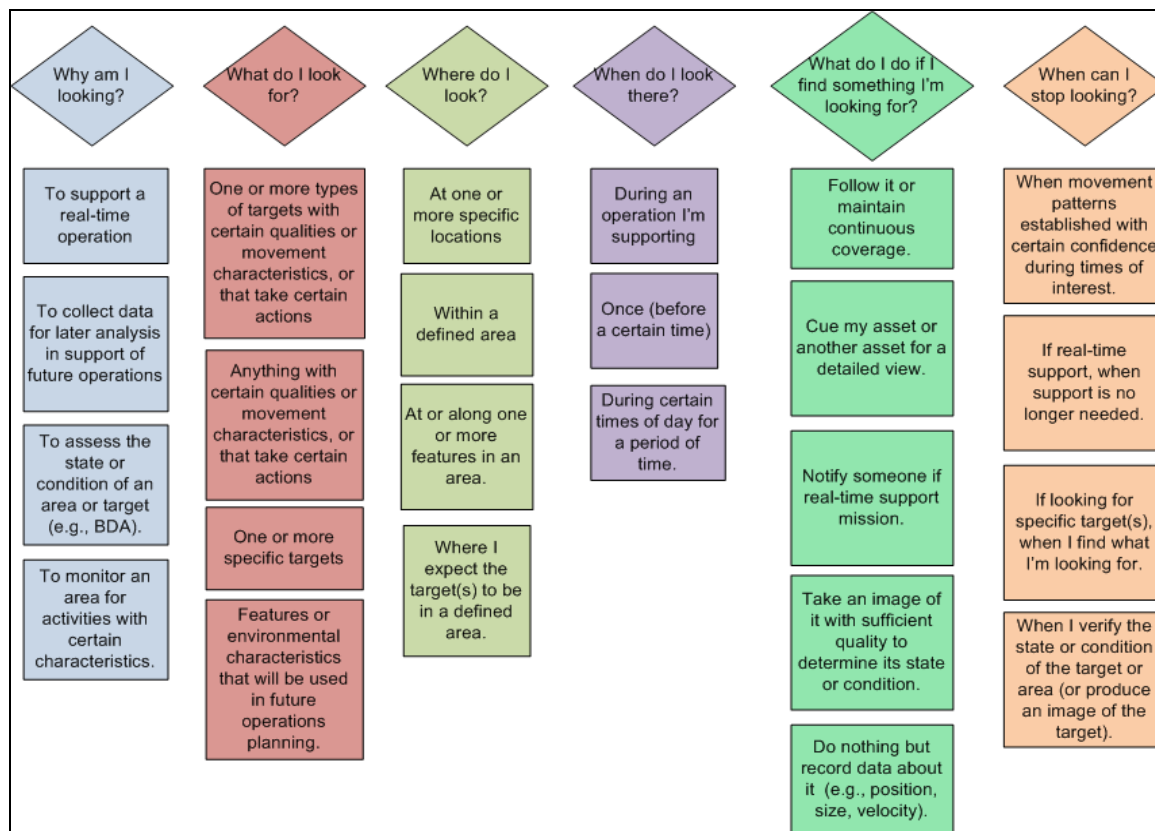 Why am I
looking?
To support a
real-time
operation
To collect data
for later analysis
in support of
future operations
To assess the
state or
condition of an
area or target
(e.g., BDA).
To monitor an
area for
activities with
certain
characteristics.
What do I look
for?
One or more types
of targets with
certain qualities or
movement
characteristics, or
that take certain
actions
Anything with
certain qualities or
movement
characteristics, or
that take certain
actions
One or more
specific targets
Features or
environmental
characteristics
that will be used
in future
operations
planning.
Where do I
look?
At one or
more specific
locations
Within a
defined area
At or along one
or more
features in an
area.
Where I
expect the
target(s) to be
in a defined
area.
When do I look
there?
During an
operation I'm
supporting
Once (before
a certain time)
During certain
times of day for
a period of
time.
What do I do if I
find something I'm
looking for?
Follow it or
maintain
continuous
coverage.
Cue my asset or
another asset for a
detailed view.
Notify someone if
real-time support
mission.
Take an image of
it with sufficient
quality to
determine its state
or condition.
Do nothing but
record data about
it (e.g., position,
size, velocity).
When can I
stop looking?
When movement
patterns
established with
certain confidence
during times of
interest.
If real-time
support, when
support is no
longer needed.
If looking for
specific target(s),
when I find what
I'm looking for.
When I verify the
state or condition
of the target or
area (or produce
an image of the
target).